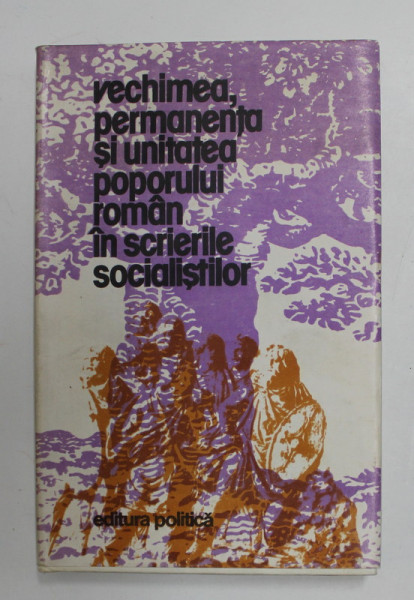 vechimea,
permanența
și unitatea
poporului
român
în scrierile
socialiștilor
editura politică